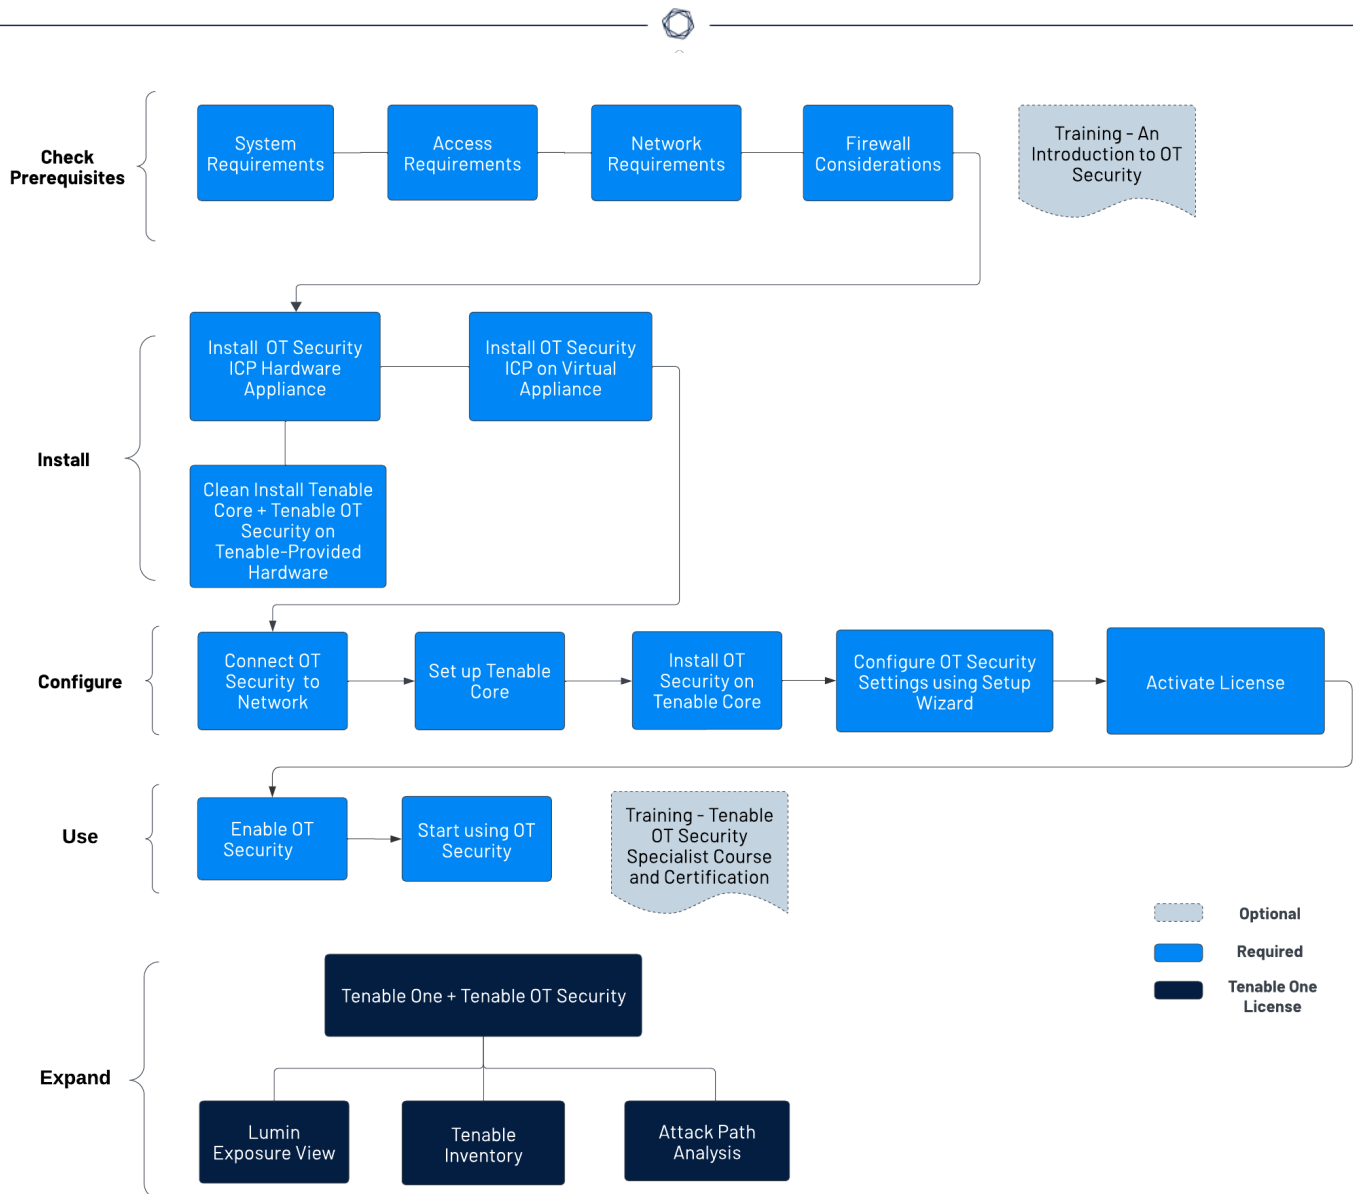 Check
Prerequisites
System
Requirements
Access
Requirements
Network
Requirements
Firewall
Considerations
Training - An
Introduction to OT
Security
Install
Install OT Security
ICP Hardware
Appliance
Install OT Security
ICP on Virtual
Appliance
Clean Install Tenable
Core + Tenable OT
Security on
Tenable-Provided
Hardware
Configure
Connect OT
Security to
Network
Set up Tenable
Core
Install OT
Security on
Tenable Core
Configure OT Security
Settings using Setup
Wizard
Activate License
Use
Enable OT
Security
Start using OT
Security
Training - Tenable
OT Security
Specialist Course
and Certification
Optional
Required
Tenable One
License
Expand
Tenable One + Tenable OT Security
Lumin
Exposure View
Tenable
Inventory
Attack Path
Analysis